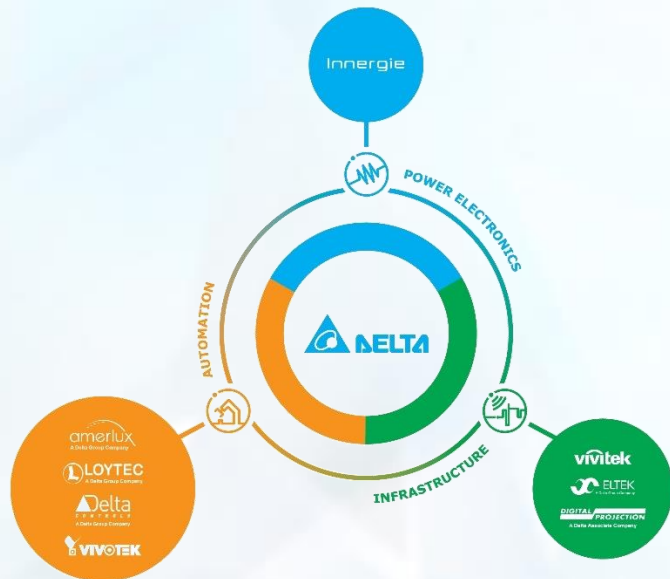 Innergie
POWER ELECTRONICS
AUTOMATION
DELTA
INFRASTRUCTURE
amerlux
A Delta Group Company
LOYTEC
A Delta Group Company
Delta
CONTROLS
A Delta Group Company
VIVOTEK
vivitek
ELTEK
DIGITAL PROJECTION
A Delta Associate Company